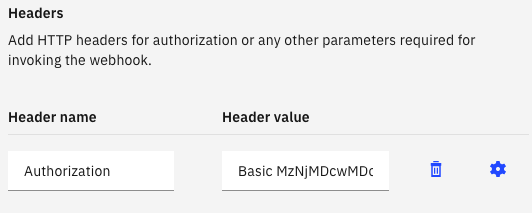 Headers
Add HTTP headers for authorization or any other parameters required for
invoking the webhook.
Header name
Header value
Authorization
Basic MzNjMDcwMDc